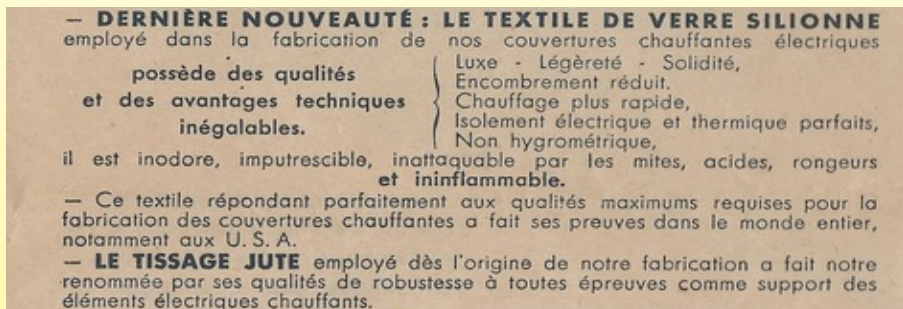 — DERNIÈRE NOUVEAUTÉ : LE TEXTILE DE VERRE SILIONNE
employé dans la fabrication de nos couvertures chauffantes électriques
possède des qualités
et des avantages techniques
inégalables.
Luxe - Légèreté - Solidité,
Encombrement réduit.
Chauffage plus rapide,
Isolement électrique et thermique parfaits,
Non hygrométrique,
il est inodore, imputrescible, inattaquable par les mites, acides, rongeurs
et ininflammable.
— Ce textile répondant parfaitement aux qualités maximums requises pour la
fabrication des couvertures chauffantes a fait ses preuves dans le monde entier,
notamment aux U. S. A.
— LE TISSAGE JUTE employé dès l'origine de notre fabrication a fait notre
renommée par ses qualités de robustesse à toutes épreuves comme support des
éléments électriques chauffants.